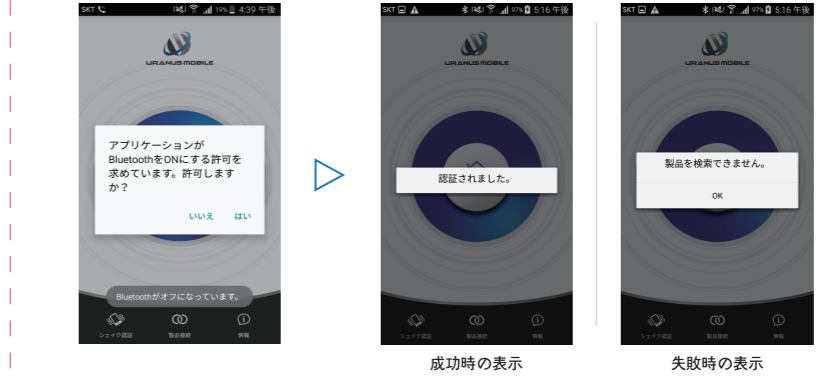 SKT 19% 4:39 午後
URANUS MOBILE
アプリケーションが
BluetoothをONにする許可を
求めています。許可します
か？
いいえ はい
Bluetoothがオフになっています。
シェイク認証 製品接続 情報
SKT 97% 5:16 午後
URANUS MOBILE
認証されました。
シェイク認証 製品接続 情報
成功時の表示
SKT 97% 5:16 午後
URANUS MOBILE
製品を検索できません。
OK
シェイク認証 製品接続 情報
失敗時の表示